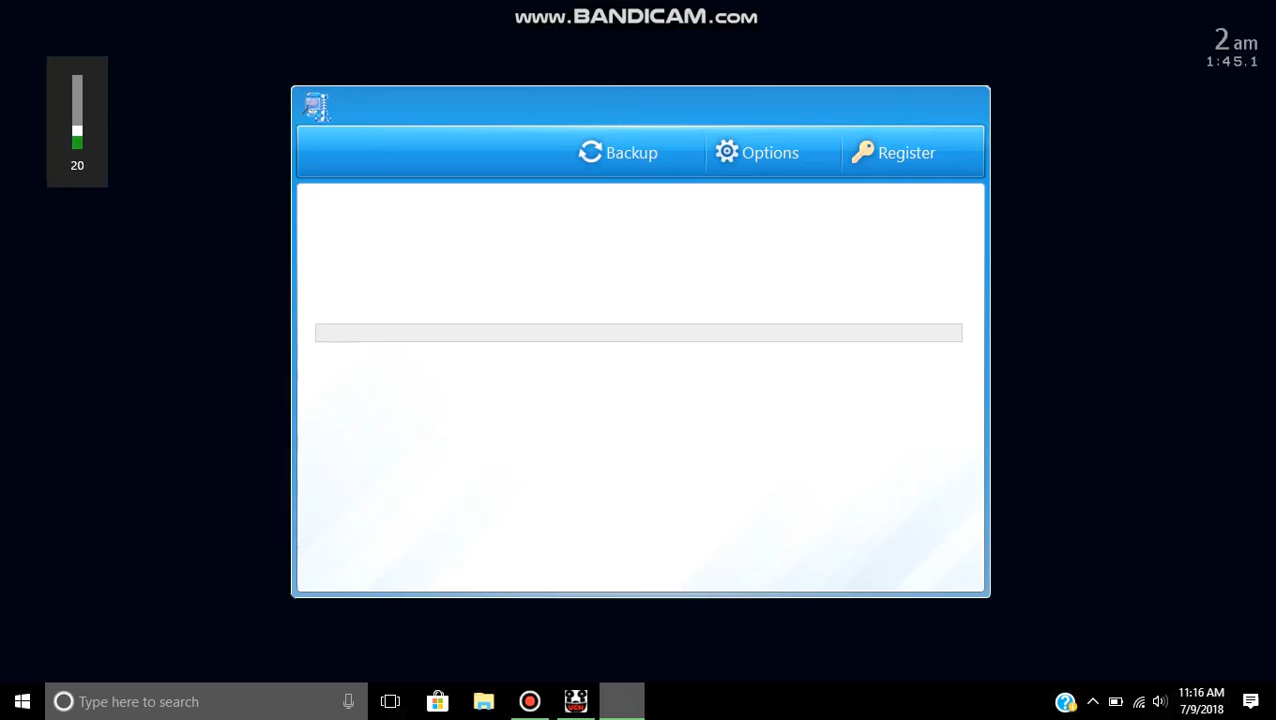 www.BANDICAM.com
2 am
1:45.1
20
Backup
Options
Register
Type here to search
UCN
11:16 AM
7/9/2018